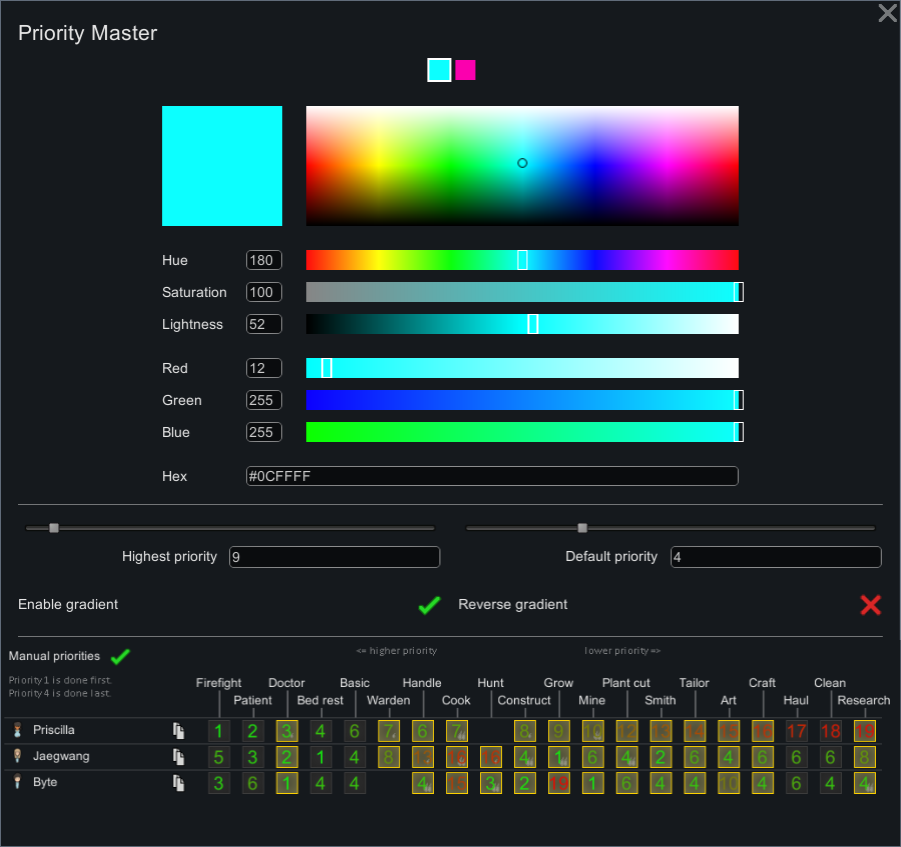 Priority Master
Hue 180
Saturation 100
Lightness 52
Red 12
Green 255
Blue 255
Hex #0CFFFF
Highest priority 9 Default priority 4
Enable gradient Reverse gradient
Manual priorities <= higher priority lower priority =>
Priority 1 is done first.
Priority 4 is done last.
Firefight Doctor Basic Handle Hunt Grow Plant cut Tailor Craft Clean
Patient Bed rest Warden Cook Construct Mine Smith Art Haul Research
Priscilla 1 2 3 4 6 7 6 7 8 9 10 12 13 14 15 16 17 18 19
Jaegwang 5 3 2 1 4 8 4 1 6 4 2 6 4 6 6 6 8
Byte 3 6 1 4 4 4 3 2 19 1 6 4 4 10 4 6 4 4